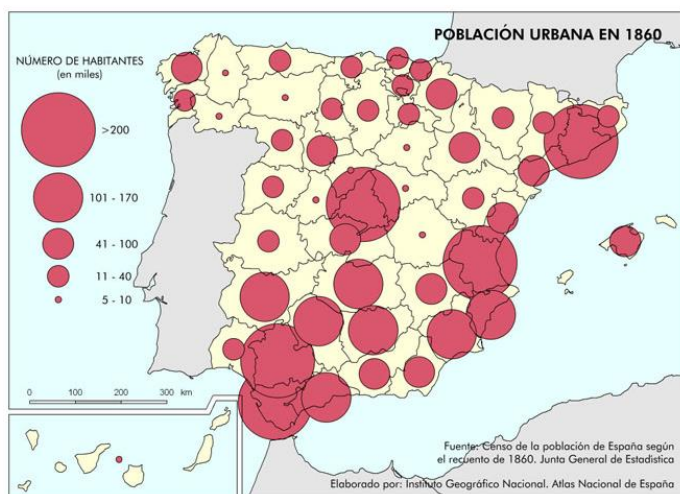 POBLACIÓN URBANA EN 1860
NÚMERO DE HABITANTES
(en miles)
>200
101 - 170
41 - 100
11 - 40
5 - 10
0 100 200 300 km
Fuente: Censo de la población de España según
el recuento de 1860. Junta General de Estadistica
Elaborado por: Instituto Geográfico Nacional. Atlas Nacional de España